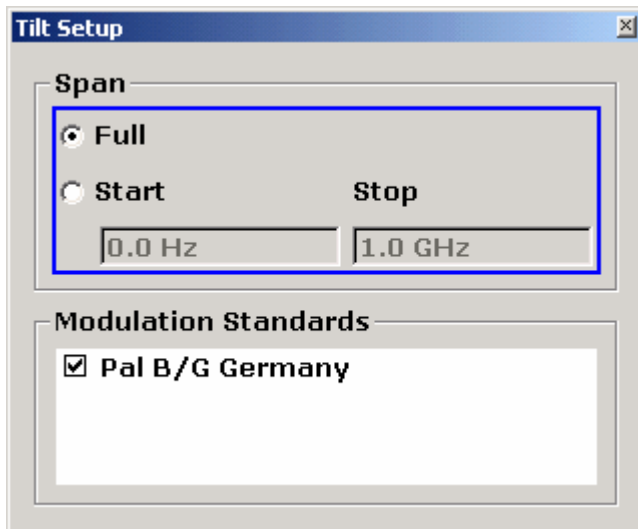 Tilt Setup
Span
Full
Start Stop
0.0 Hz 1.0 GHz
Modulation Standards
Pal B/G Germany